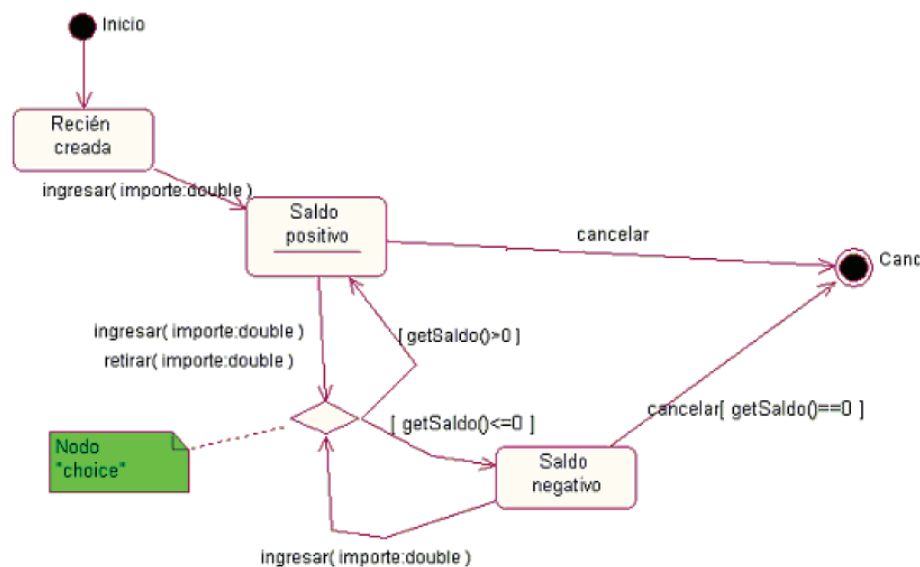 Inicio
Recién
creada
ingresar( importe:double )
Saldo
positivo
cancelar
Canc
ingresar( importe:double )
retirar( importe:double )
[ getSaldo()>0 ]
[ getSaldo()<=0 ]
cancelar[ getSaldo()==0 ]
Nodo
"choice"
Saldo
negativo
ingresar( importe:double )